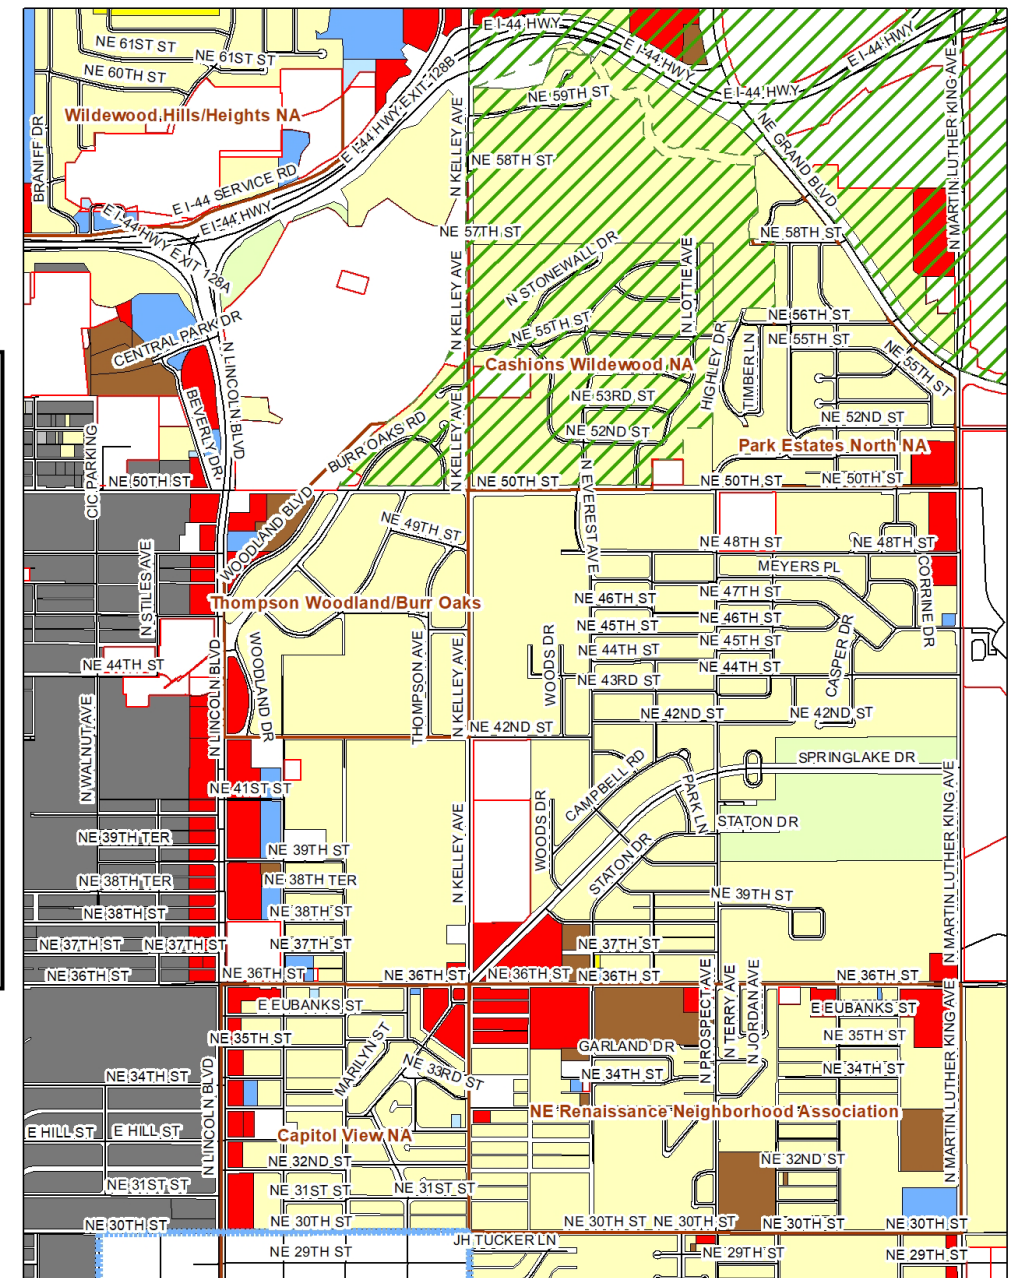 E I-44 HWY
NE 61ST ST
NE 61ST ST
E I-44 HWY
E I-44 HWY
NE 60TH ST
E I-44 HWY
NE 59TH ST
N MARTIN LUTHER KING AVE
Wildewood Hills/Heights NA
E I-44 HWY EXIT 128B
N KELLEY AVE
NE GRAND BLVD
BRANIFF DR
NE 58TH ST
E I-44 SERVICE RD
E I-44 HWY
E I-44 HWY EXIT 128A
NE 57TH ST
NE 58TH ST
N STONEWALL DR
N LOTTIE AVE
N KELLEY AVE
CENTRAL PARK DR
NE 55TH ST
NE 56TH ST
NE 55TH ST
NE 55TH ST
N LINCOLN BLVD
Cashions Wildewood NA
HIGHLEY DR
TIMBER LN
BEVERLY DR
NE 53RD ST
NE 52ND ST
NE 52ND ST
BURR OAKS RD
N KELLEY AVE
Park Estates North NA
CIC PARKING
NE 50TH ST
NE 50TH ST
NE 50TH ST
NE 50TH ST
WOODLAND BLVD
NE 49TH ST
N EVEREST AVE
NE 48TH ST
NE 48TH ST
N STILES AVE
MEYERS PL
CORRINE DR
Thompson Woodland/Burr Oaks
NE 46TH ST
NE 47TH ST
NE 46TH ST
NE 45TH ST
NE 45TH ST
NE 44TH ST
NE 44TH ST
NE 44TH ST
CASPER DR
WOODS DR
NE 43RD ST
N WALNUT AVE
N LINCOLN BLVD
WOODLAND DR
THOMPSON AVE
N KELLEY AVE
NE 42ND ST
NE 42ND ST
NE 42ND ST
SPRINGLAKE DR
NE 41ST ST
CAMPBELL RD
PARK LN
N MARTIN LUTHER KING AVE
WOODS DR
STATON DR
STATON DR
NE 39TH TER
NE 39TH ST
N KELLEY AVE
NE 38TH TER
NE 38TH TER
NE 39TH ST
NE 38TH ST
NE 38TH ST
NE 37TH ST
NE 37TH ST
NE 37TH ST
NE 37TH ST
NE 36TH ST
NE 36TH ST
NE 36TH ST
NE 36TH ST
NE 36TH ST
NE 36TH ST
E EUBANKS ST
N PROSPECT AVE
N TERRY AVE
N JORDAN AVE
E EUBANKS ST
N MARTIN LUTHER KING AVE
NE 35TH ST
NE 35TH ST
MARILYN ST
GARLAND DR
NE 34TH ST
NE 33RD ST
NE 34TH ST
NE 34TH ST
N LINCOLN BLVD
NE Renaissance Neighborhood Association
E HILL ST
E HILL ST
Capitol View NA
NE 32ND ST
NE 32ND ST
NE 31ST ST
NE 31ST ST
NE 31ST ST
NE 30TH ST
NE 30TH ST
NE 30TH ST
NE 30TH ST
NE 30TH ST
NE 30TH ST
JH TUCKER LN
NE 29TH ST
NE 29TH ST
NE 29TH ST